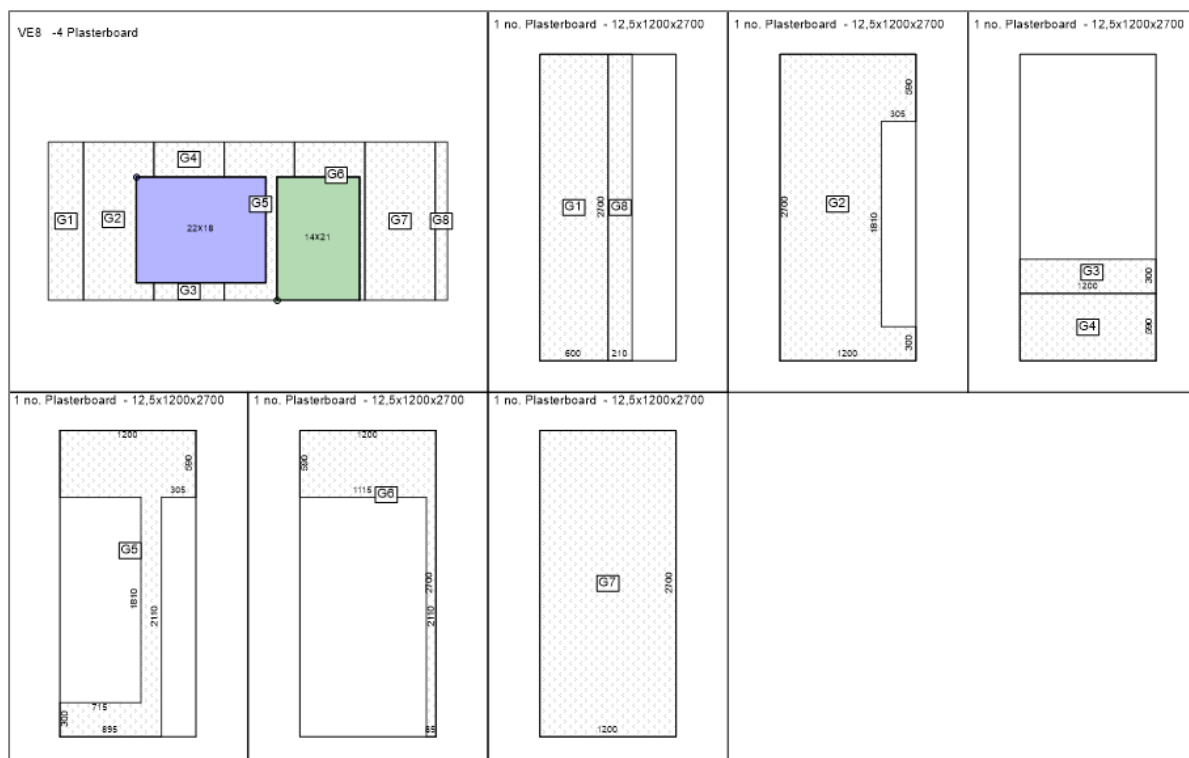 VE8 -4 Plasterboard
G4
G6
G1
G2
G5
G7
G8
22X18
14X21
G3
1 no. Plasterboard - 12,5x1200x2700
G1
2700
G8
600
210
1 no. Plasterboard - 12,5x1200x2700
590
305
2700
G2
1810
300
1200
1 no. Plasterboard - 12,5x1200x2700
G3
300
1200
G4
590
1 no. Plasterboard - 12,5x1200x2700
1200
590
305
G5
1810
2110
715
300
895
1 no. Plasterboard - 12,5x1200x2700
1200
590
1115
G6
2700
2110
85
1 no. Plasterboard - 12,5x1200x2700
G7
2700
1200